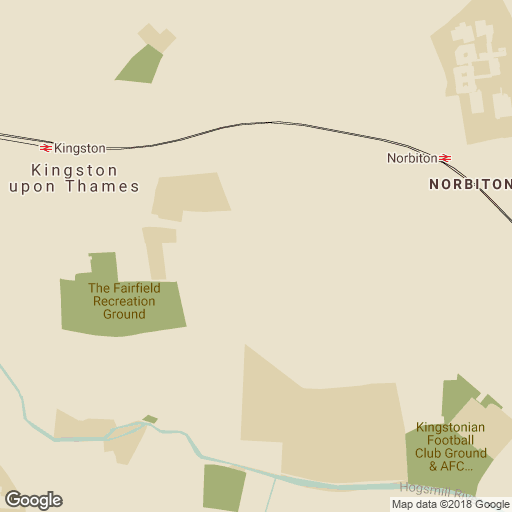 Kingston
Norbiton
Kingston
upon Thames
NORBITON
The Fairfield
Recreation
Ground
Kingstonian
Football
Club Ground
& AFC...
Hogsmill
Google
Map data ©2018 Google